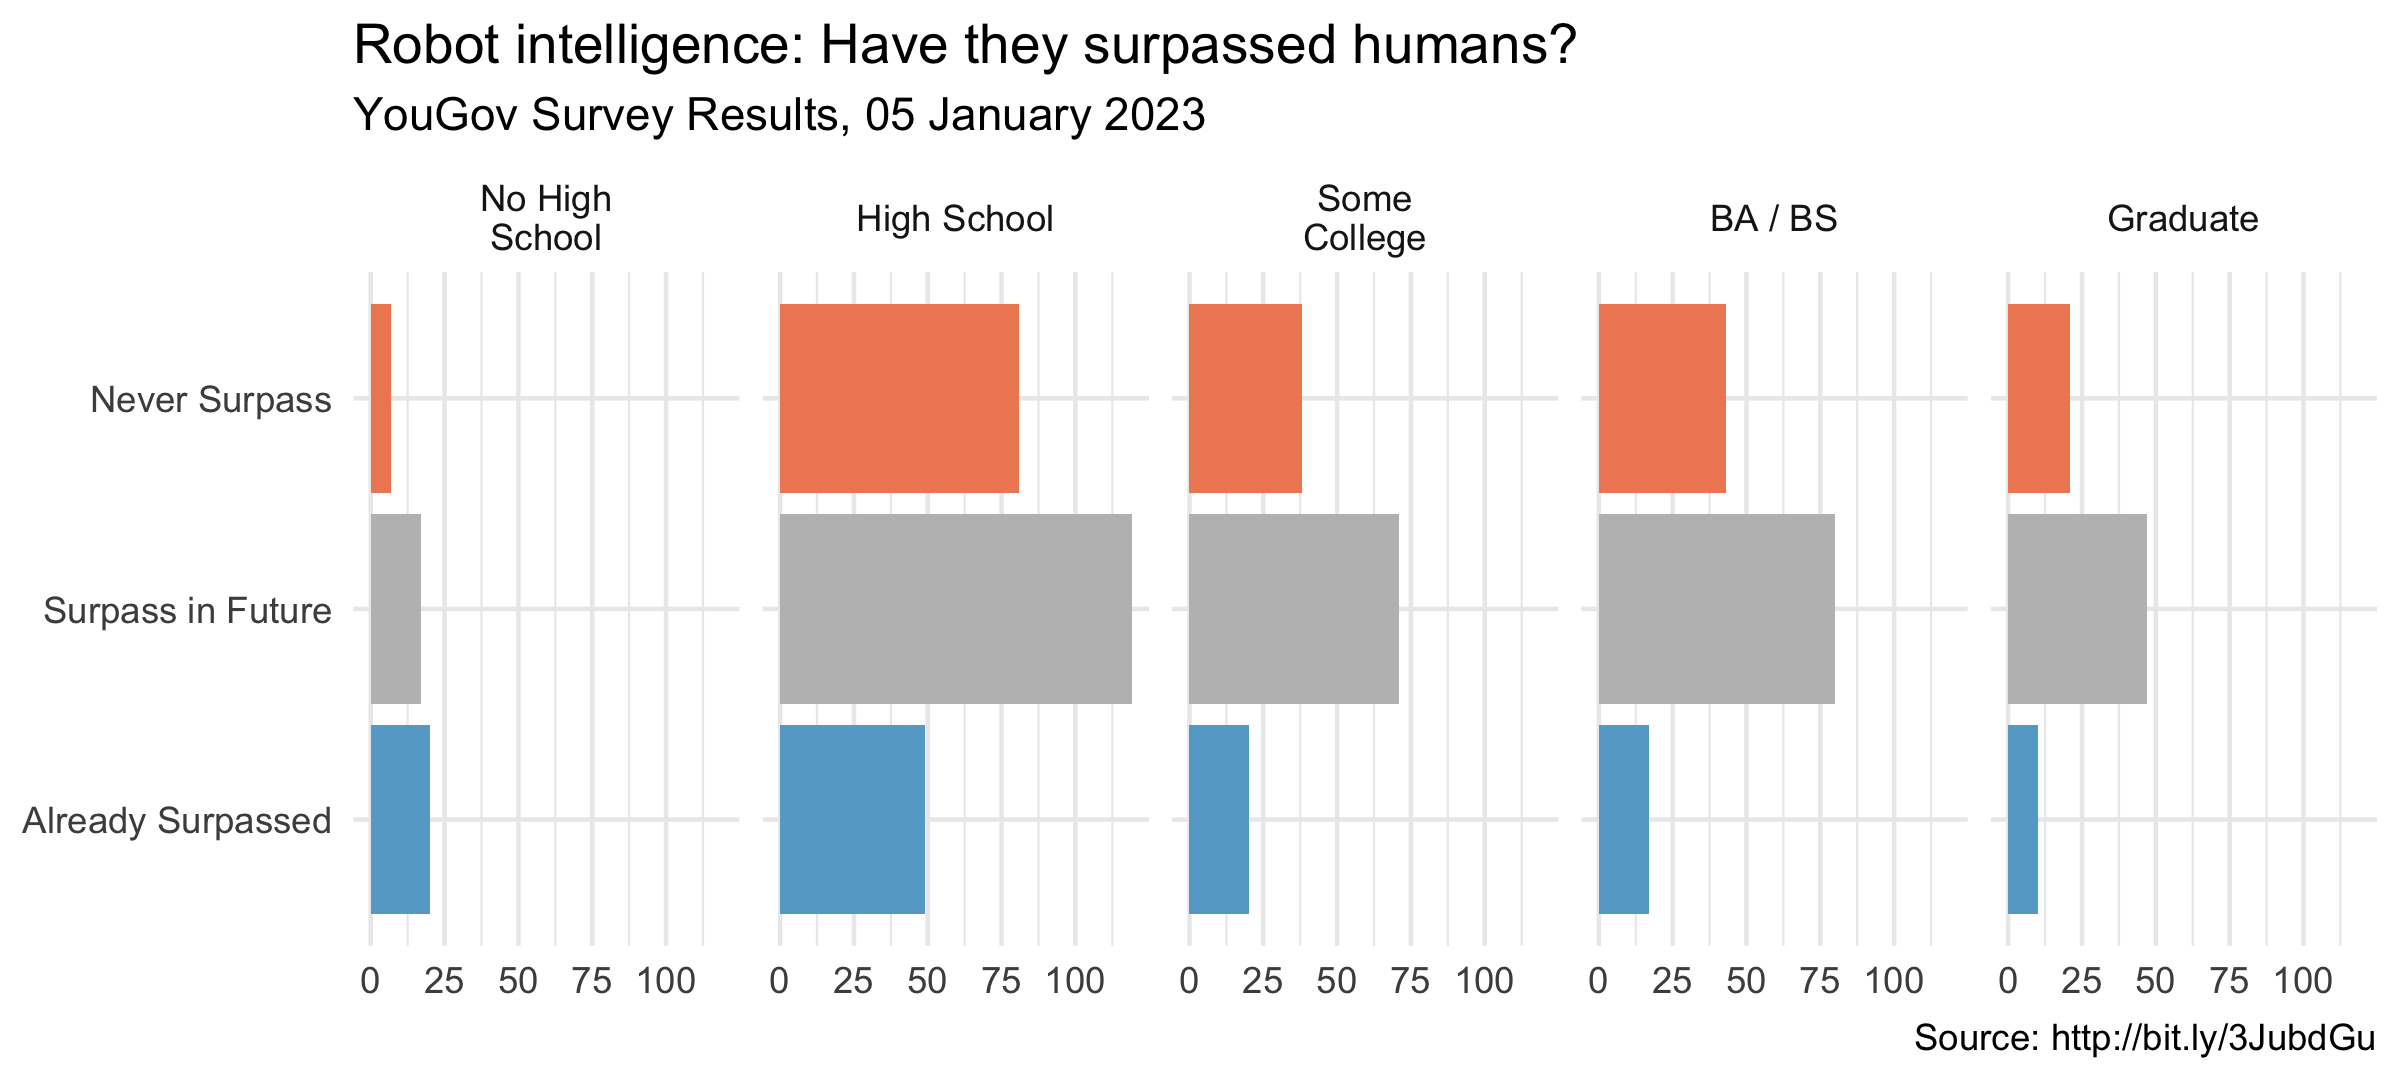 Robot intelligence: Have they surpassed humans?
YouGov Survey Results, 05 January 2023
No High
School
High School
Some
College
BA / BS
Graduate
Never Surpass
Surpass in Future
Already Surpassed
0 25 50 75 100
0 25 50 75 100
0 25 50 75 100
0 25 50 75 100
0 25 50 75 100
Source: http://bit.ly/3JubdGu